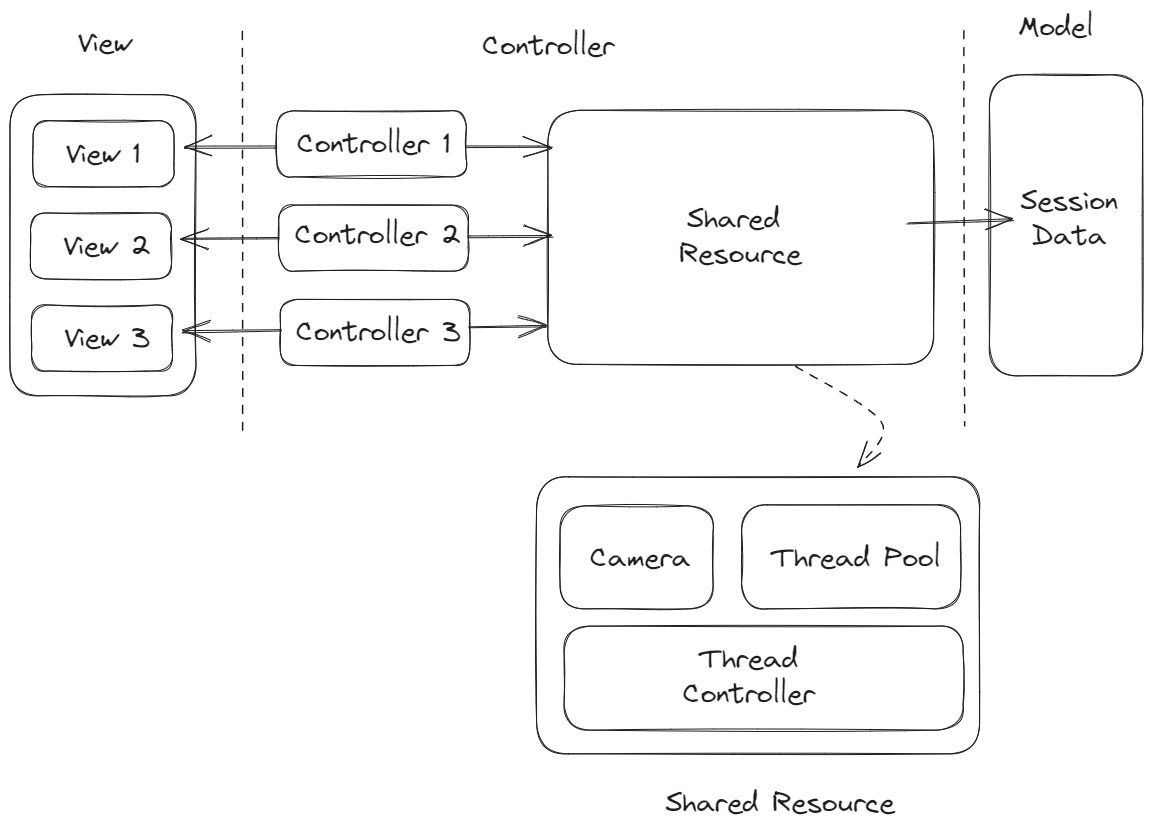 View
Controller
Model
View 1
View 2
View 3
Controller 1
Controller 2
Controller 3
Shared
Resource
Session
Data
Camera
Thread Pool
Thread
Controller
Shared Resource